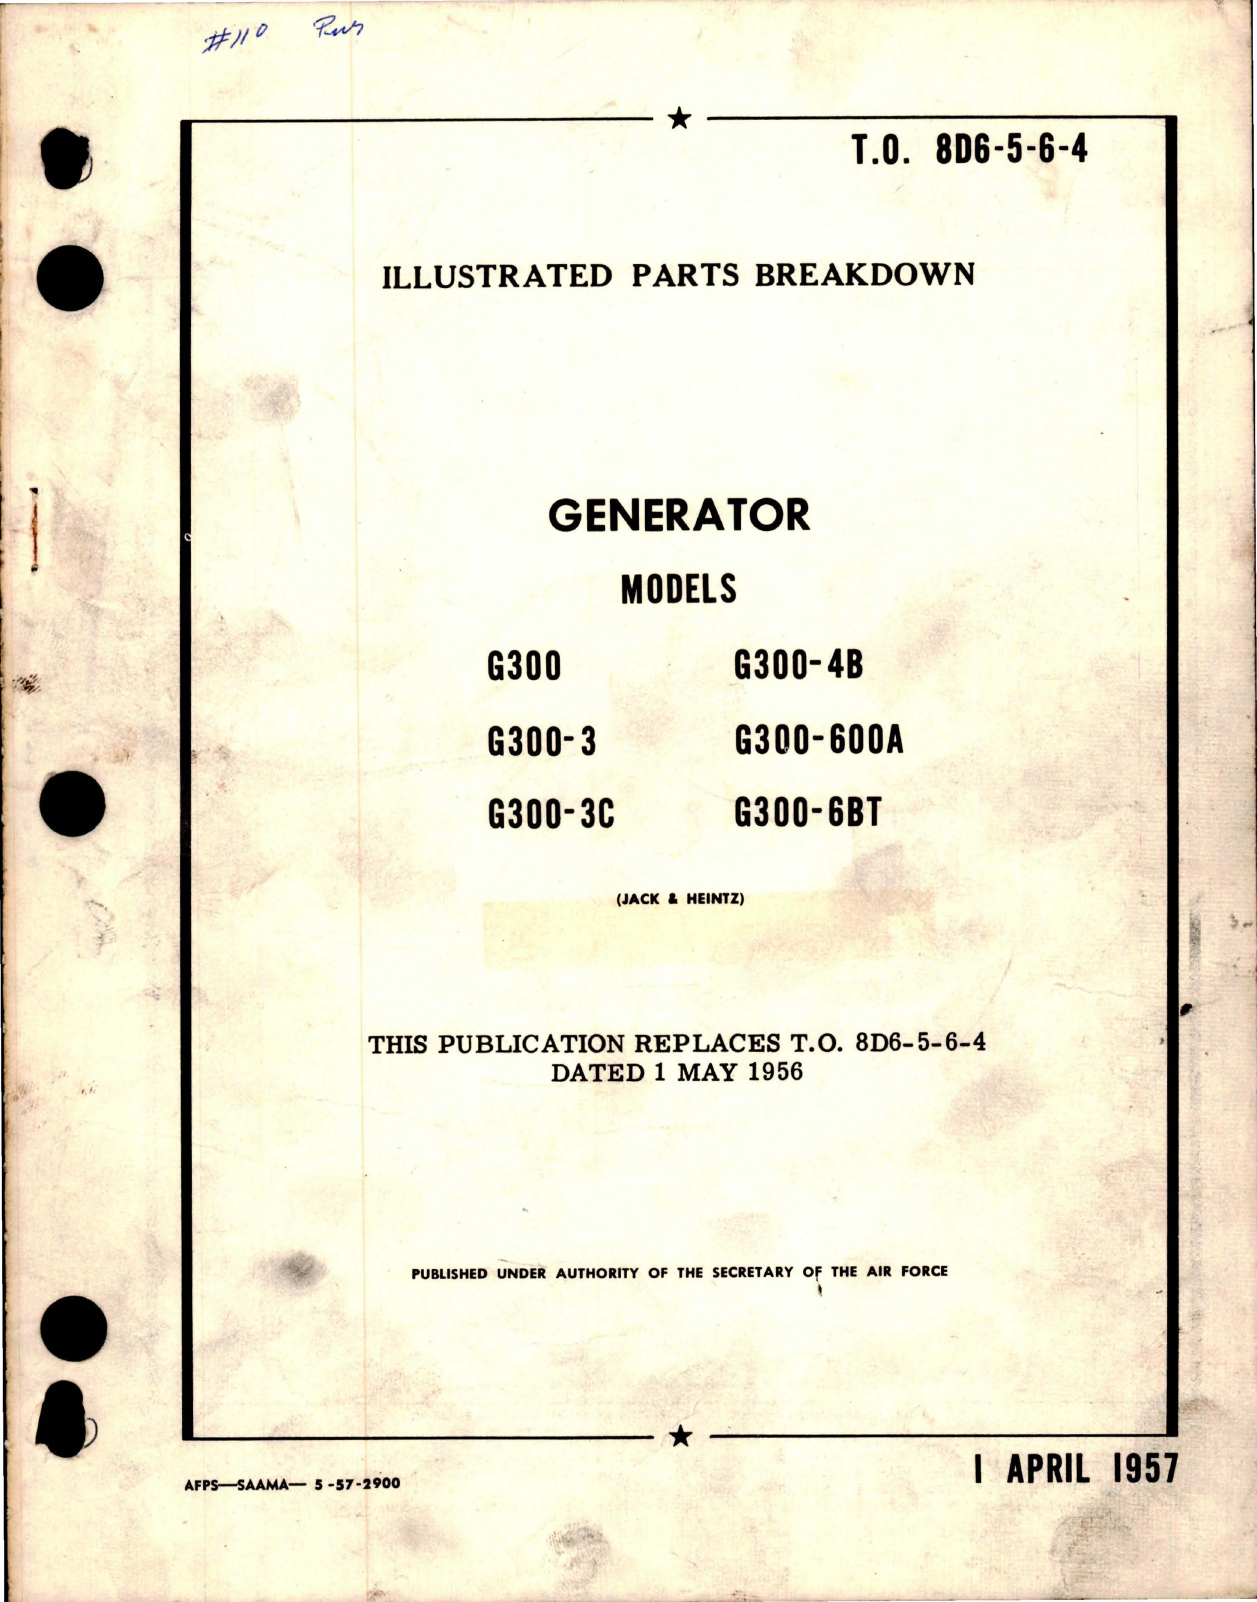 #110
T.O. 8D6-5-6-4
ILLUSTRATED PARTS BREAKDOWN
GENERATOR
MODELS
G300 G300-4B
G300-3 G300-600A
G300-3C G300-6BT
(JACK & HEINTZ)
THIS PUBLICATION REPLACES T.O. 8D6-5-6-4
DATED 1 MAY 1956
PUBLISHED UNDER AUTHORITY OF THE SECRETARY OF THE AIR FORCE
AFPS—SAAMA— 5-57-2900
1 APRIL 1957